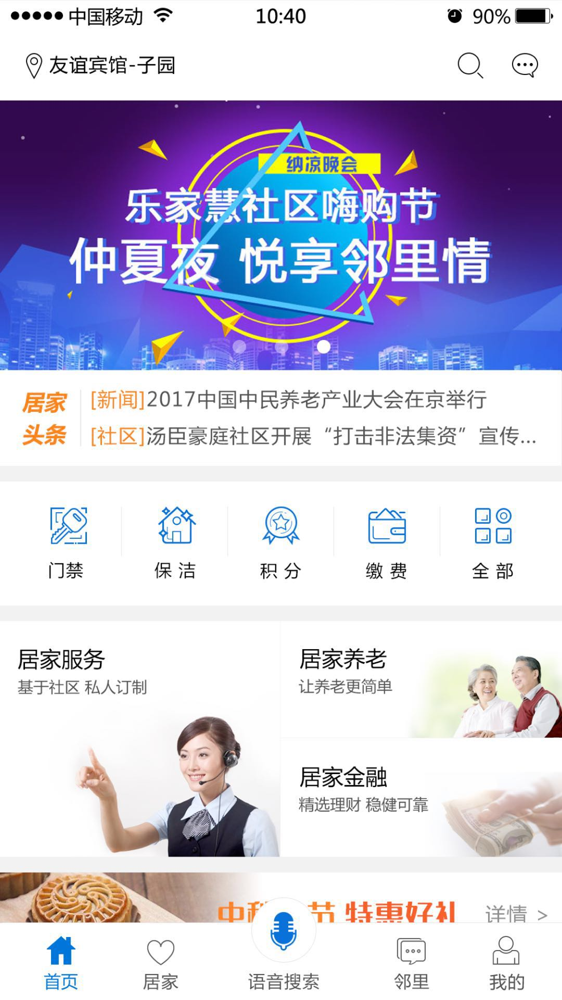 中国移动 10:40 90%
友谊宾馆-子园
纳凉晚会
乐家慧社区嗨购节
仲夏夜 悦享邻里情
居家
头条
[新闻]2017中国中民养老产业大会在京举行
[社区]汤臣豪庭社区开展“打击非法集资”宣传...
门禁 保洁 积分 缴费 全部
居家服务
基于社区 私人订制
居家养老
让养老更简单
居家金融
精选理财 稳健可靠
中秋 节 特惠好礼 详情 >
首页 居家 语音搜索 邻里 我的